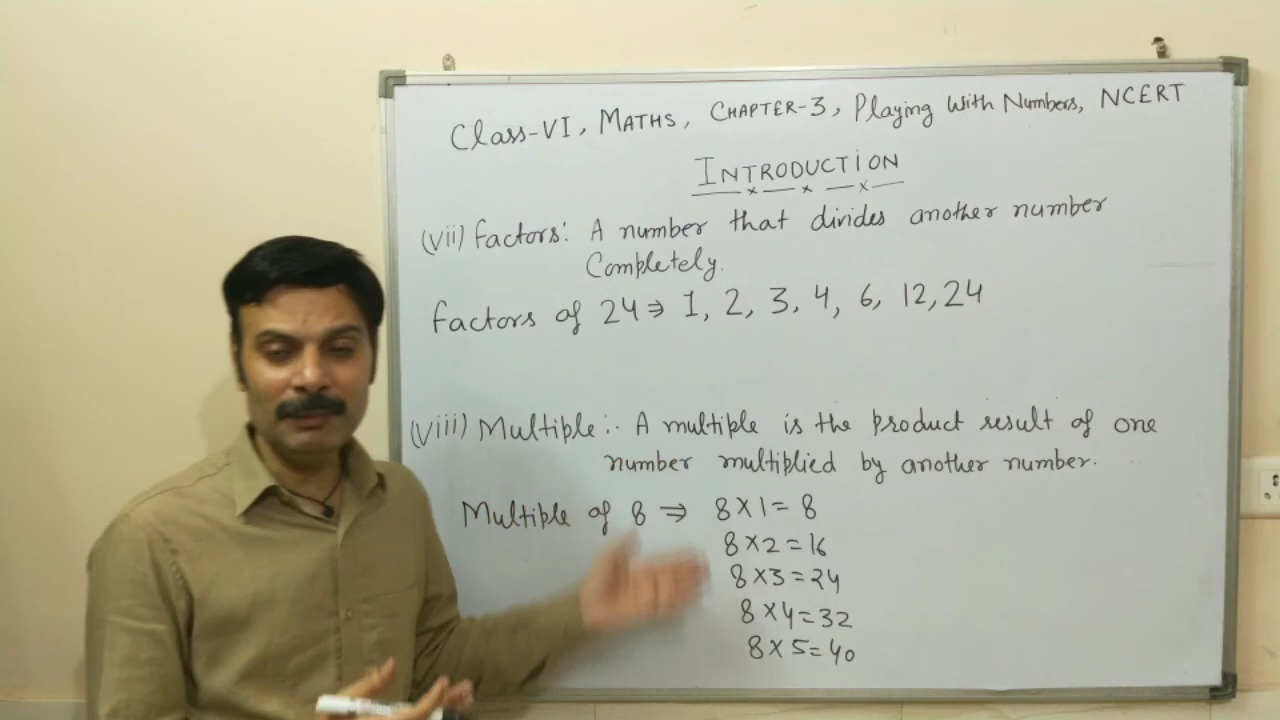 Class-VI, MATHS, CHAPTER-3, Playing With Numbers, NCERT
INTRODUCTION
(vii) factors: A number that divides another number
Completely.
factors of 24 ⇒ 1, 2, 3, 4, 6, 12, 24
(viii) Multiple:- A multiple is the product result of one
number multiplied by another number.
Multiple of 8 ⇒ 8×1=8
8×2=16
8×3=24
8×4=32
8×5=40